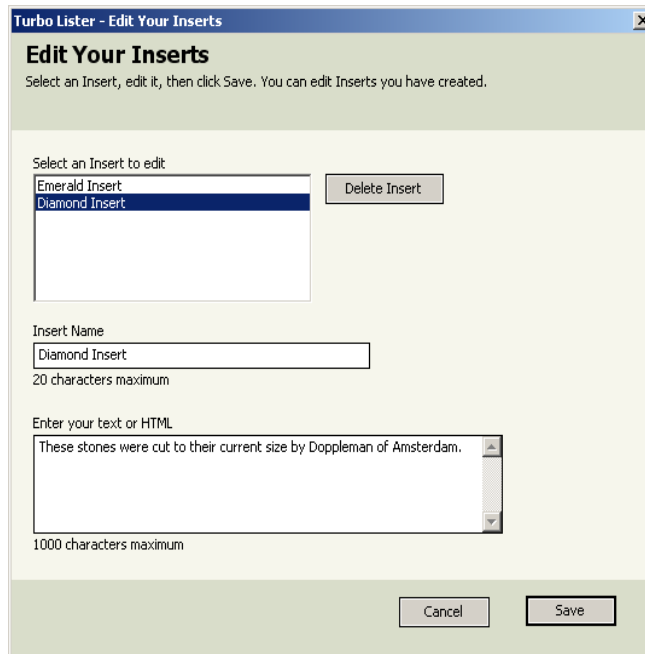 Turbo Lister - Edit Your Inserts
Edit Your Inserts
Select an Insert, edit it, then click Save. You can edit Inserts you have created.
Select an Insert to edit
Emerald Insert
Diamond Insert
Delete Insert
Insert Name
Diamond Insert
20 characters maximum
Enter your text or HTML
These stones were cut to their current size by Doppleman of Amsterdam.
1000 characters maximum
Cancel
Save